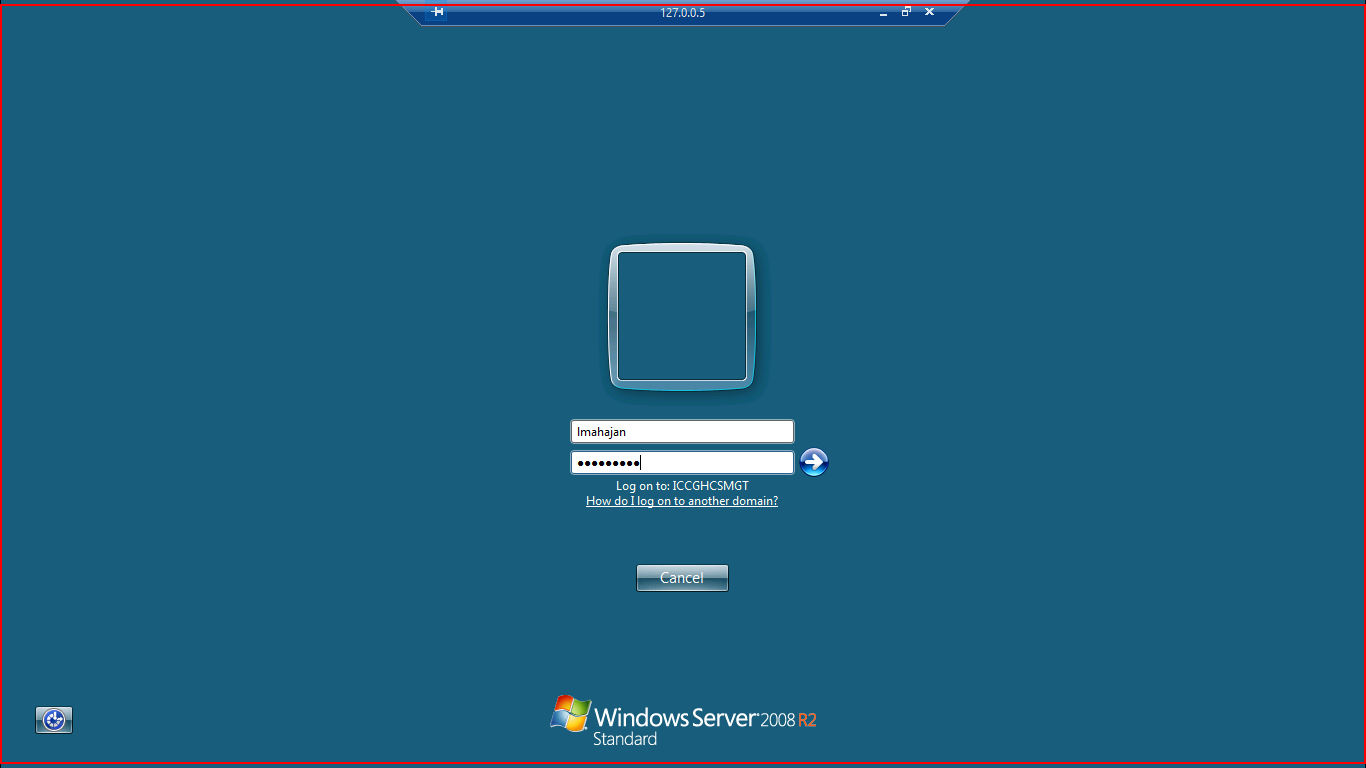 127.0.0.5
lmahajan
●●●●●●●●●
Log on to: ICCGHCSMGT
How do I log on to another domain?
Cancel
Windows Server 2008 R2
Standard